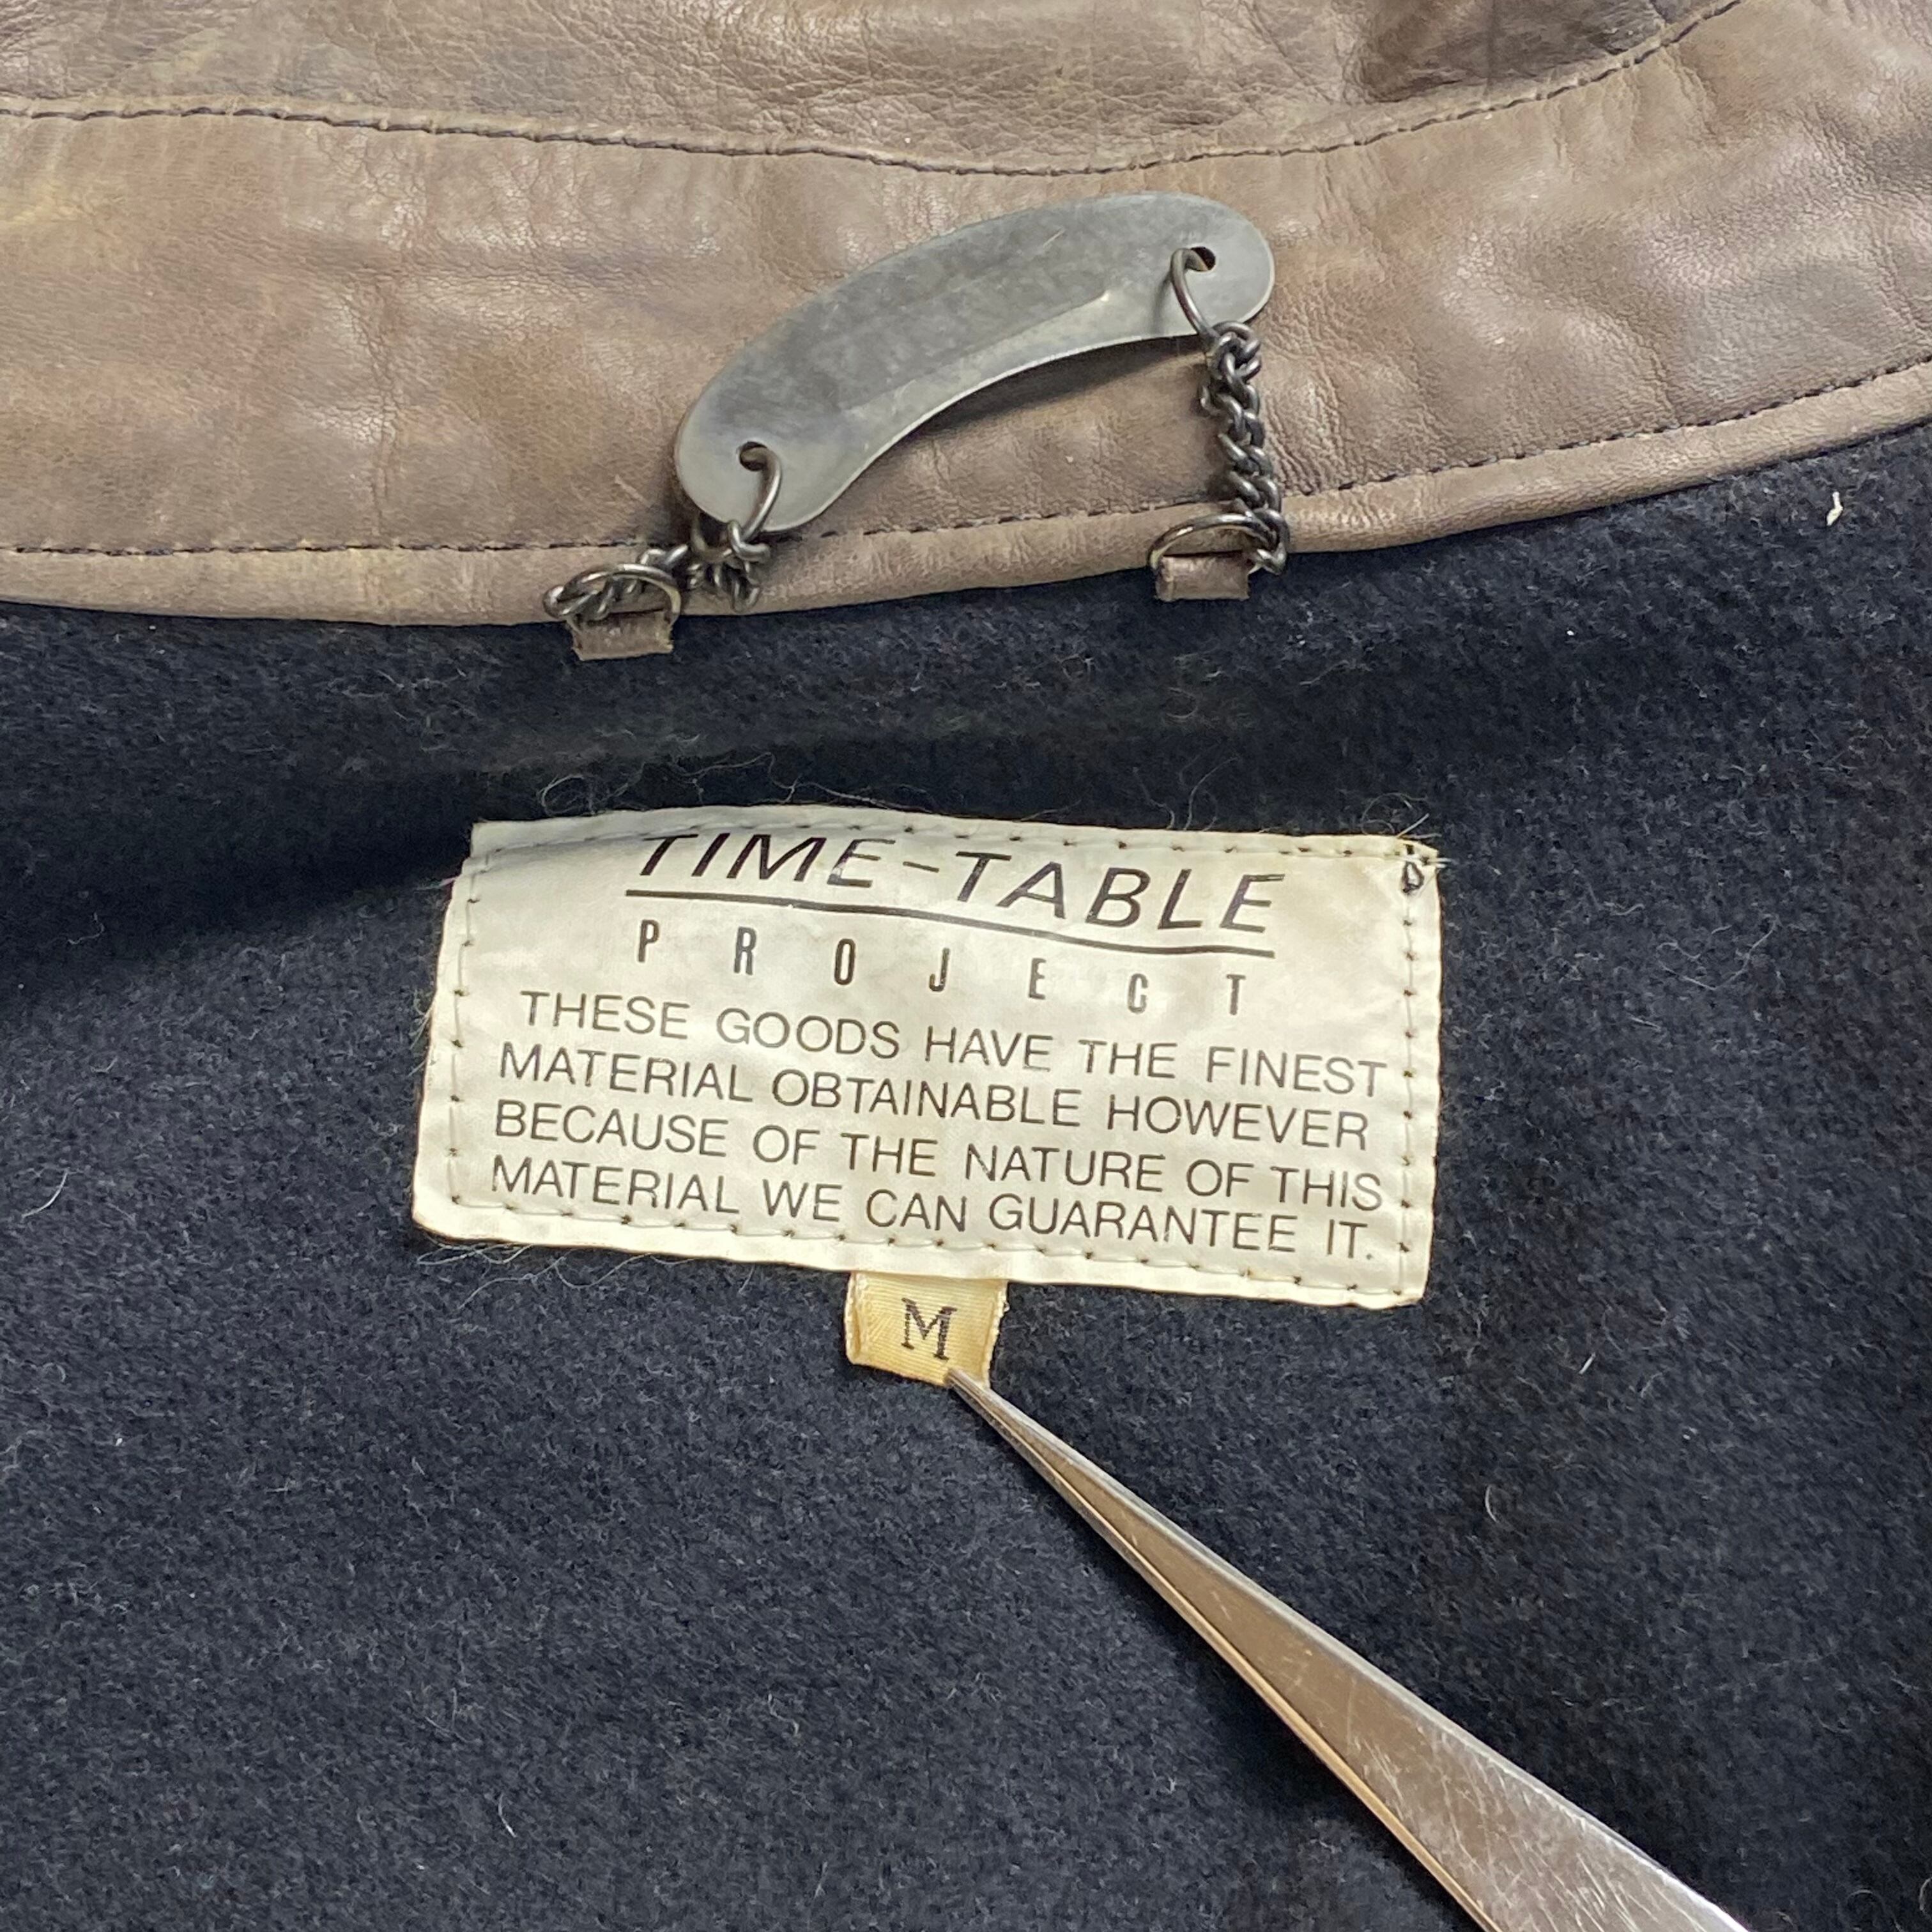 TIME-TABLE
PROJECT
THESE GOODS HAVE THE FINEST
MATERIAL OBTAINABLE HOWEVER
BECAUSE OF THE NATURE OF THIS
MATERIAL WE CAN GUARANTEE IT.
M